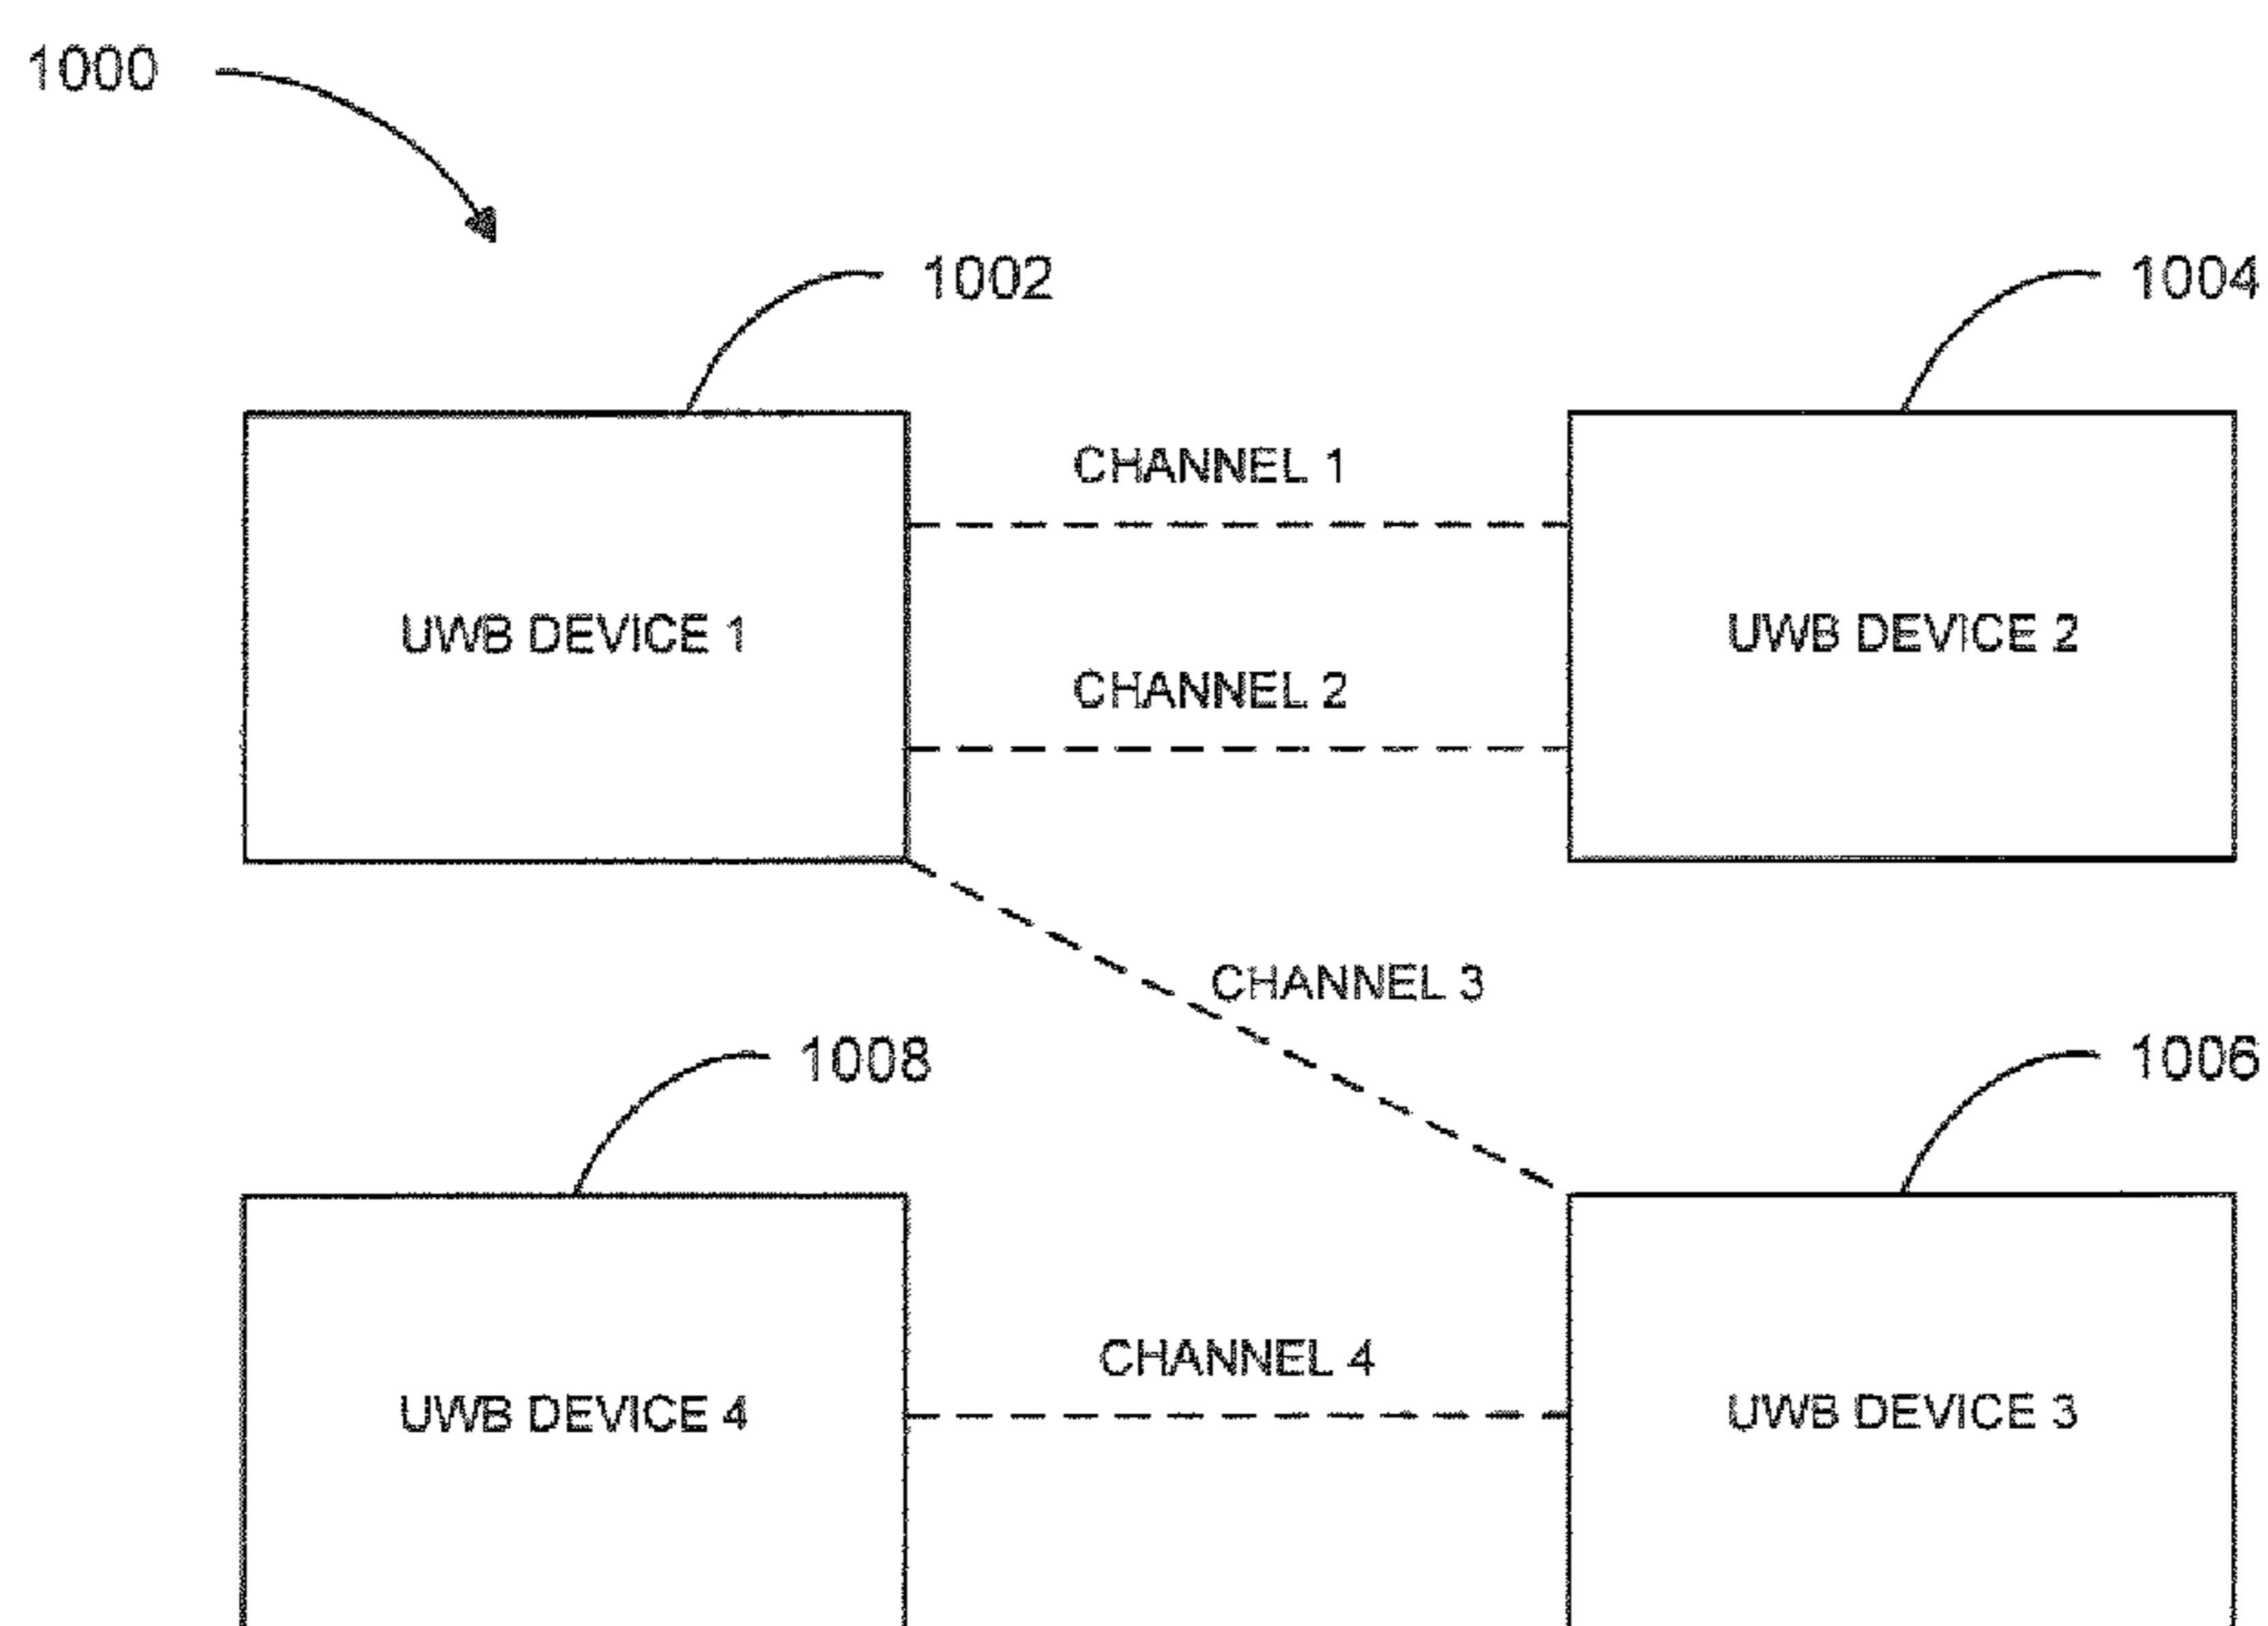 1000
1002
1004
CHANNEL 1
UWB DEVICE 1
UWB DEVICE 2
CHANNEL 2
CHANNEL 3
1008
1006
CHANNEL 4
UWB DEVICE 4
UWB DEVICE 3